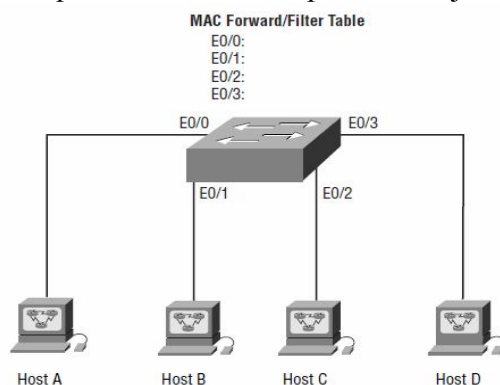 MAC Forward/Filter Table
E0/0:
E0/1:
E0/2:
E0/3:
E0/0 E0/3
E0/1 E0/2
Host A Host B Host C Host D